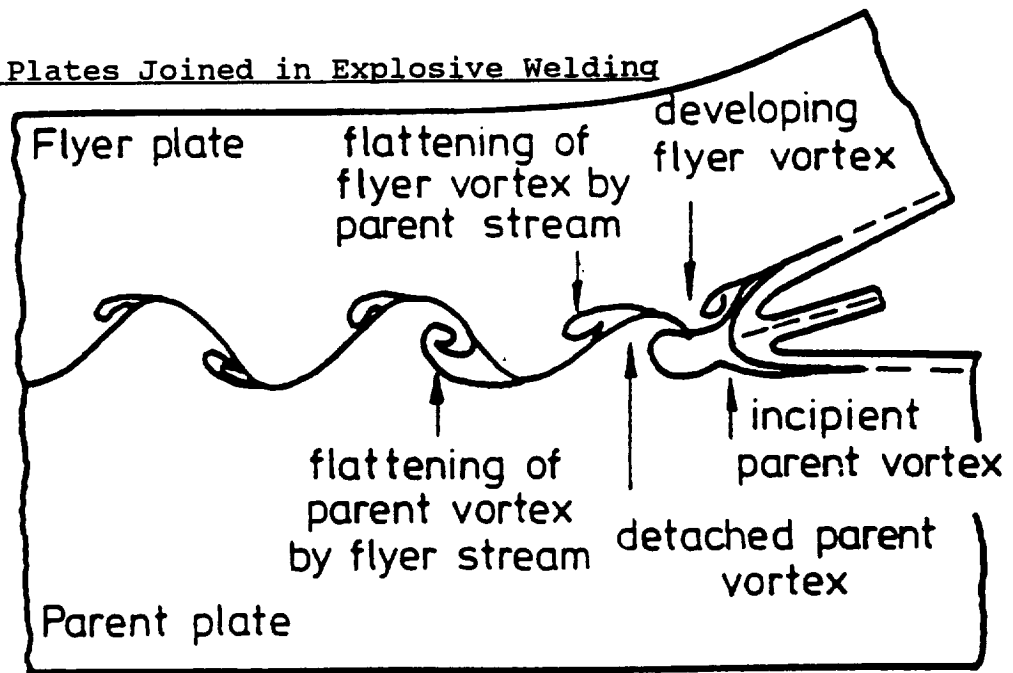 Plates Joined in Explosive Welding
Flyer plate
flattening of
flyer vortex by
parent stream
developing
flyer vortex
incipient
parent vortex
flattening of
parent vortex
by flyer stream
detached parent
vortex
Parent plate